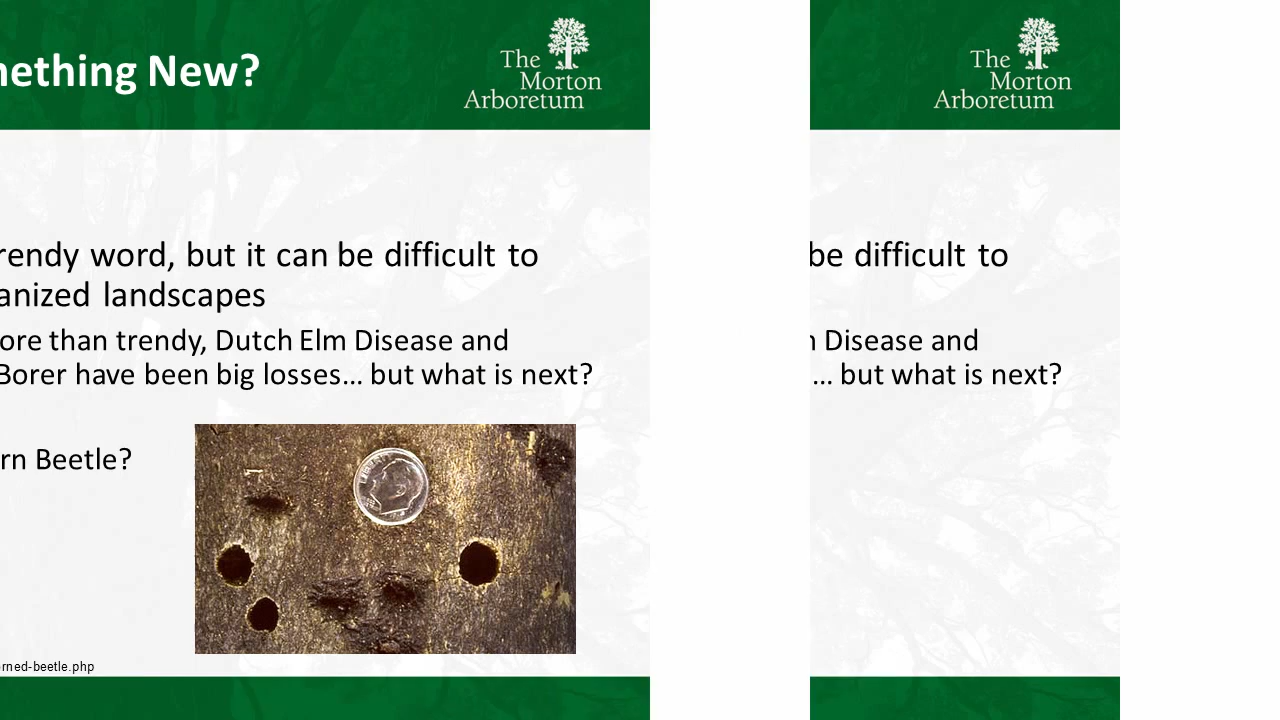 mething New?
The
Morton
Arboretum
rendy word, but it can be difficult to
anized landscapes
ore than trendy, Dutch Elm Disease and
Borer have been big losses… but what is next?
rn Beetle?
rned-beetle.php
The
Morton
Arboretum
be difficult to
Disease and
… but what is next?